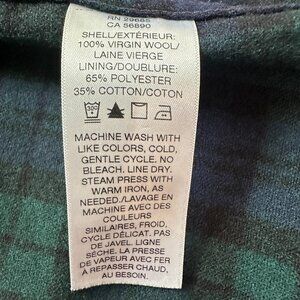 RN 29685
CA 56890
SHELL/EXTÉRIEUR:
100% VIRGIN WOOL/
LAINE VIERGE
LINING/DOUBLURE:
65% POLYESTER
35% COTTON/COTON
MACHINE WASH WITH
LIKE COLORS, COLD,
GENTLE CYCLE. NO
BLEACH. LINE DRY.
STEAM PRESS WITH
WARM IRON, AS
NEEDED./LAVAGE EN
MACHINE AVEC DES
COULEURS
SIMILAIRES, FROID,
CYCLE DÉLICAT. PAS
DE JAVEL. LIGNE
SÈCHE. LA PRESSE
DE VAPEUR AVEC FER
A REPASSER CHAUD,
AU BESOIN.